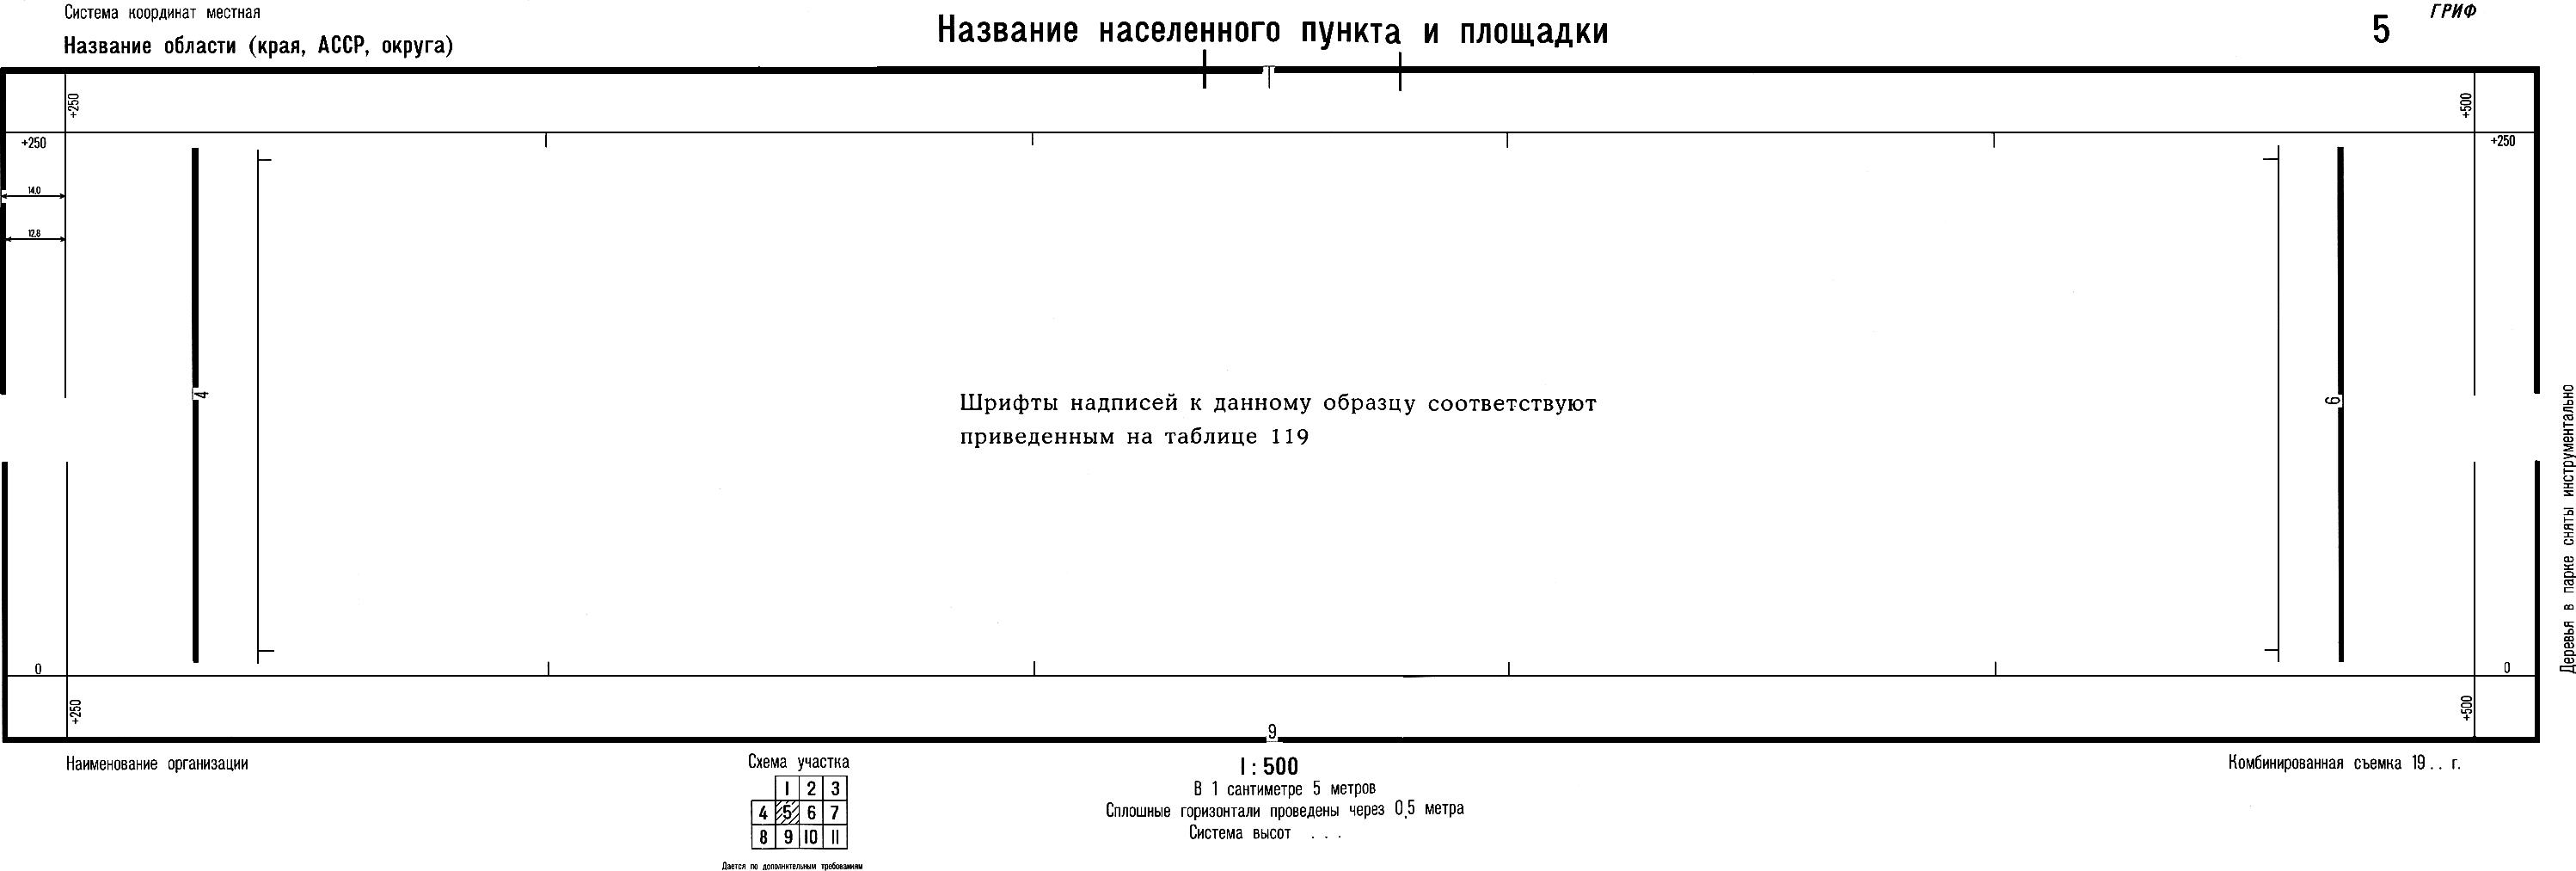 Система координат местная
Название области (края, АССР, округа)
Название населенного пункта и площадки
5
ГРИФ
+250
+500
+250
+250
14.0
12.8
4
6
Шрифты надписей к данному образцу соответствуют
приведенным на таблице 119
Деревья в парке сняты инструментально
0
0
+250
+500
9
Наименование организации
Схема участка
1 2 3
4 5 6 7
8 9 10 11
Дается по дополнительным требованиям
1 : 500
В 1 сантиметре 5 метров
Сплошные горизонтали проведены через 0,5 метра
Система высот . . .
Комбинированная съемка 19 . . г.
1